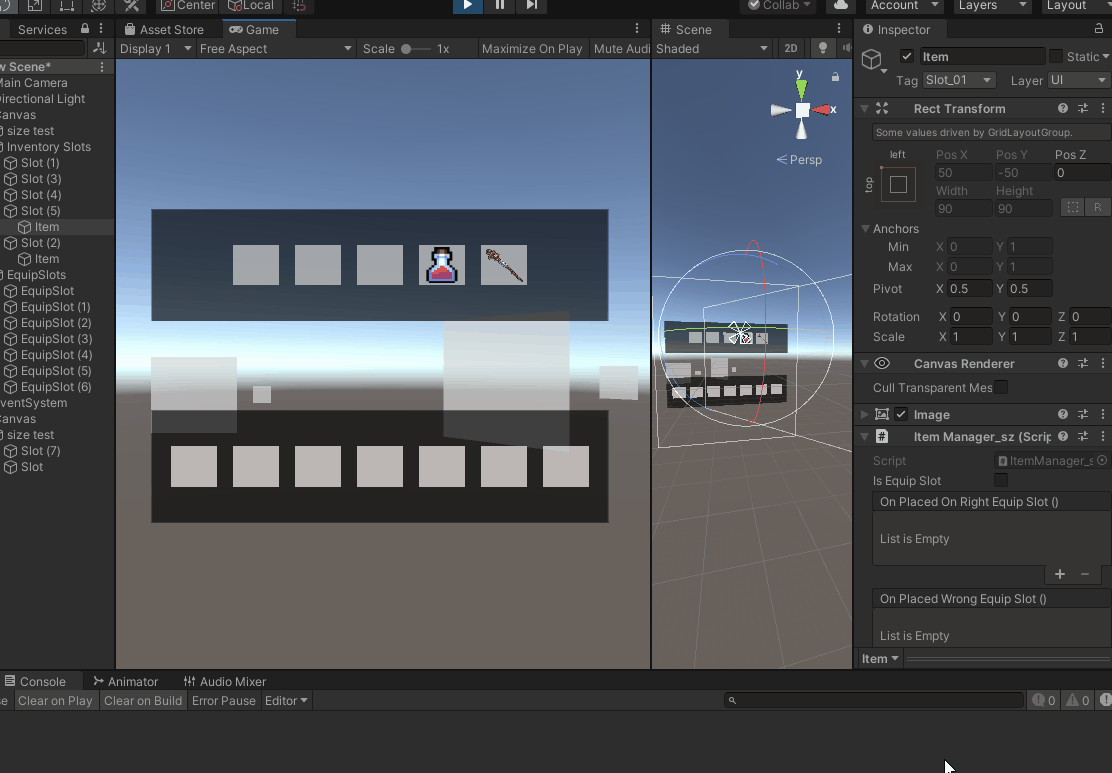 Center Local
Collab Account Layers Layout
Services
Asset Store Game
Scene
Inspector
Display 1 Free Aspect Scale 1x Maximize On Play Mute Audi
Shaded 2D
w Scene*
Main Camera
Directional Light
Canvas
size test
Inventory Slots
Slot (1)
Slot (3)
Slot (4)
Slot (5)
Item
Slot (2)
Item
EquipSlots
EquipSlot
EquipSlot (1)
EquipSlot (2)
EquipSlot (3)
EquipSlot (4)
EquipSlot (5)
EquipSlot (6)
ventSystem
Canvas
size test
Slot (7)
Slot
y
x
Persp
Item Static
Tag Slot_01 Layer UI
Rect Transform
Some values driven by GridLayoutGroup.
left Pos X Pos Y Pos Z
top 50 -50 0
Width Height
90 90 R
Anchors
Min X 0 Y 1
Max X 0 Y 1
Pivot X 0.5 Y 0.5
Rotation X 0 Y 0 Z 0
Scale X 1 Y 1 Z 1
Canvas Renderer
Cull Transparent Mes
Image
# Item Manager_sz (Scrip
Script ItemManager_s
Is Equip Slot
On Placed On Right Equip Slot ()
List is Empty
+ −
On Placed Wrong Equip Slot ()
List is Empty
Item
Console Animator Audio Mixer
se Clear on Play Clear on Build Error Pause Editor 0 0